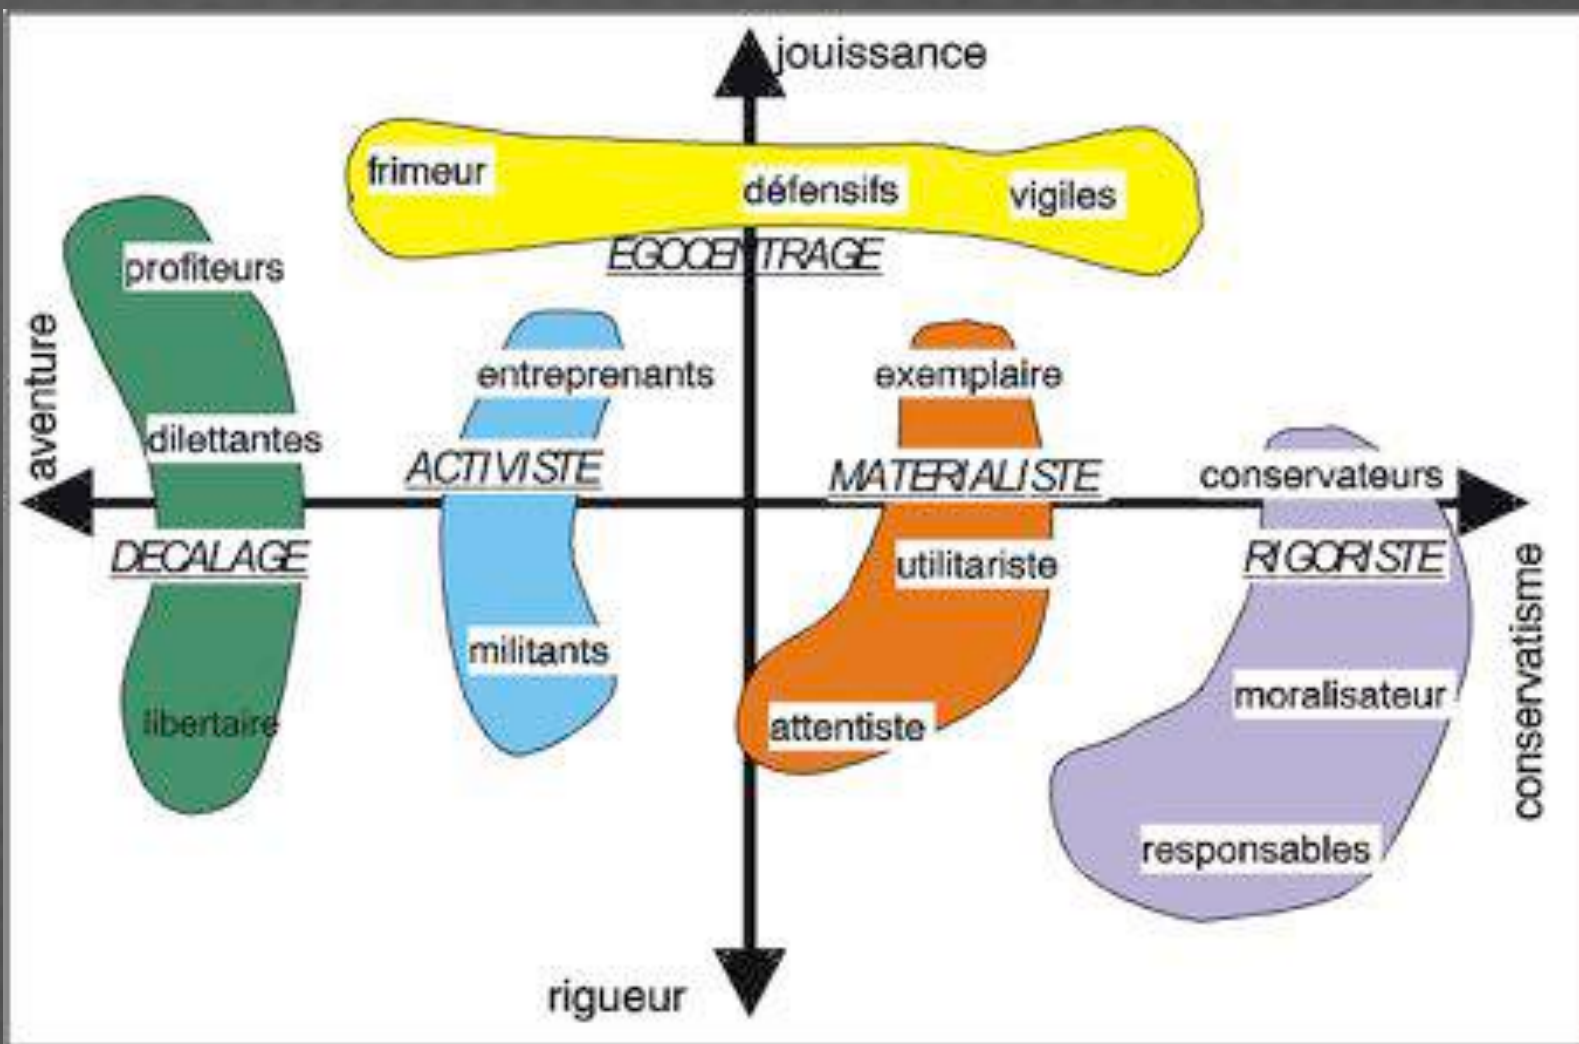 jouissance
frimeur
défensifs
vigiles
EGOCENTRAGE
profiteurs
aventure
entreprenants
exemplaire
dilettantes
ACTIVISTE
MATERIALISTE
conservateurs
DECALAGE
utilitariste
RIGORISTE
conservatisme
militants
moralisateur
libertaire
attentiste
responsables
rigueur